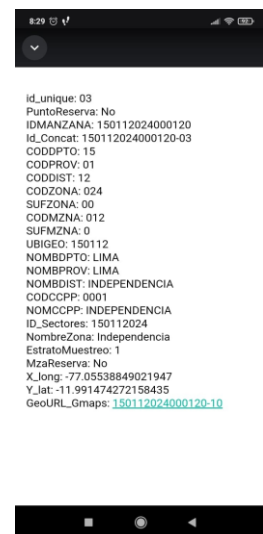 8:29
92
id_unique: 03
PuntoReserva: No
IDMANZANA: 150112024000120
Id_Concat: 150112024000120-03
CODDPTO: 15
CODPROV: 01
CODDIST: 12
CODZONA: 024
SUFZONA: 00
CODMZNA: 012
SUFMZNA: 0
UBIGEO: 150112
NOMBDPTO: LIMA
NOMBPROV: LIMA
NOMBDIST: INDEPENDENCIA
CODCCPP: 0001
NOMCCPP: INDEPENDENCIA
ID_Sectores: 150112024
NombreZona: Independencia
EstratoMuestreo: 1
MzaReserva: No
X_long: -77.05538849021947
Y_lat: -11.991474272158435
GeoURL_Gmaps: 150112024000120-10